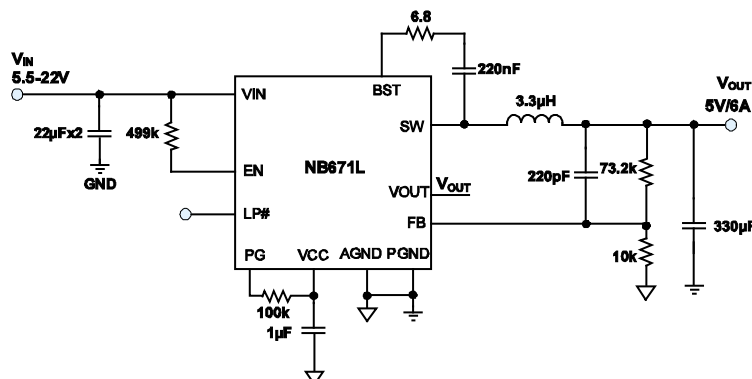 6.8
VIN
5.5-22V
220nF
BST
VIN
VOUT
5V/6A
3.3µH
SW
22µFx2
499k
GND
NB671L
EN
VOUT
VOUT
220pF
73.2k
LP#
FB
330µF
PG
VCC
AGND
PGND
10k
100k
1µF